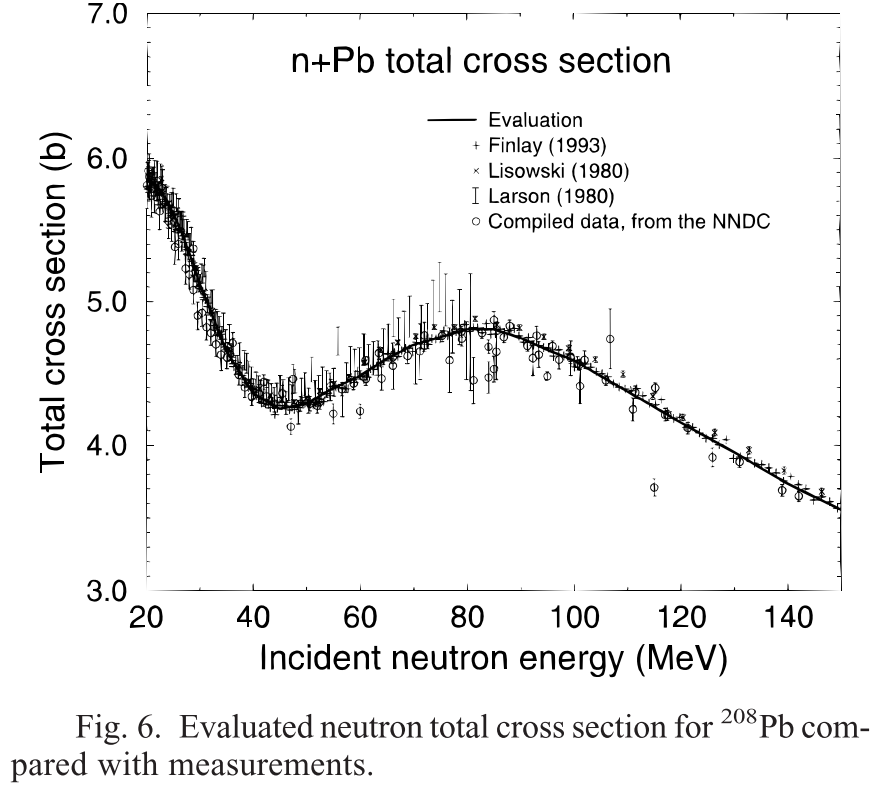 7.0
n+Pb total cross section
Evaluation
Finlay (1993)
Lisowski (1980)
Larson (1980)
Compiled data, from the NNDC
6.0
5.0
4.0
3.0
Total cross section (b)
20 40 60 80 100 120 140
Incident neutron energy (MeV)
Fig. 6. Evaluated neutron total cross section for ²⁰⁸Pb com-
pared with measurements.